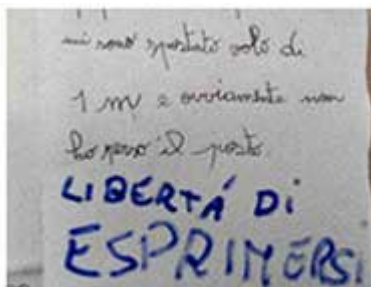 mi sono spostato solo di
1 m e ovviamente non
ho perso il posto.
LIBERTÁ Di
ESPRIMERSI